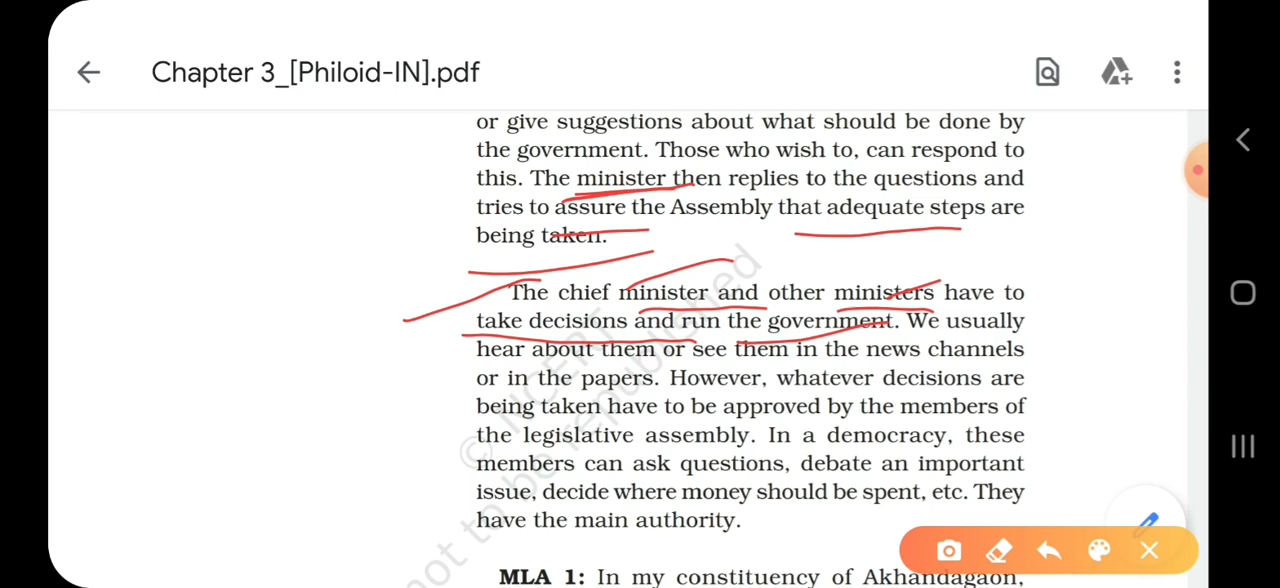 Chapter 3_[Philoid-IN].pdf
or give suggestions about what should be done by
the government. Those who wish to, can respond to
this. The minister then replies to the questions and
tries to assure the Assembly that adequate steps are
being taken.
The chief minister and other ministers have to
take decisions and run the government. We usually
hear about them or see them in the news channels
or in the papers. However, whatever decisions are
being taken have to be approved by the members of
the legislative assembly. In a democracy, these
members can ask questions, debate an important
issue, decide where money should be spent, etc. They
have the main authority.
© NCERT
not to be republished
MLA 1: In my constituency of Akhandagaon,